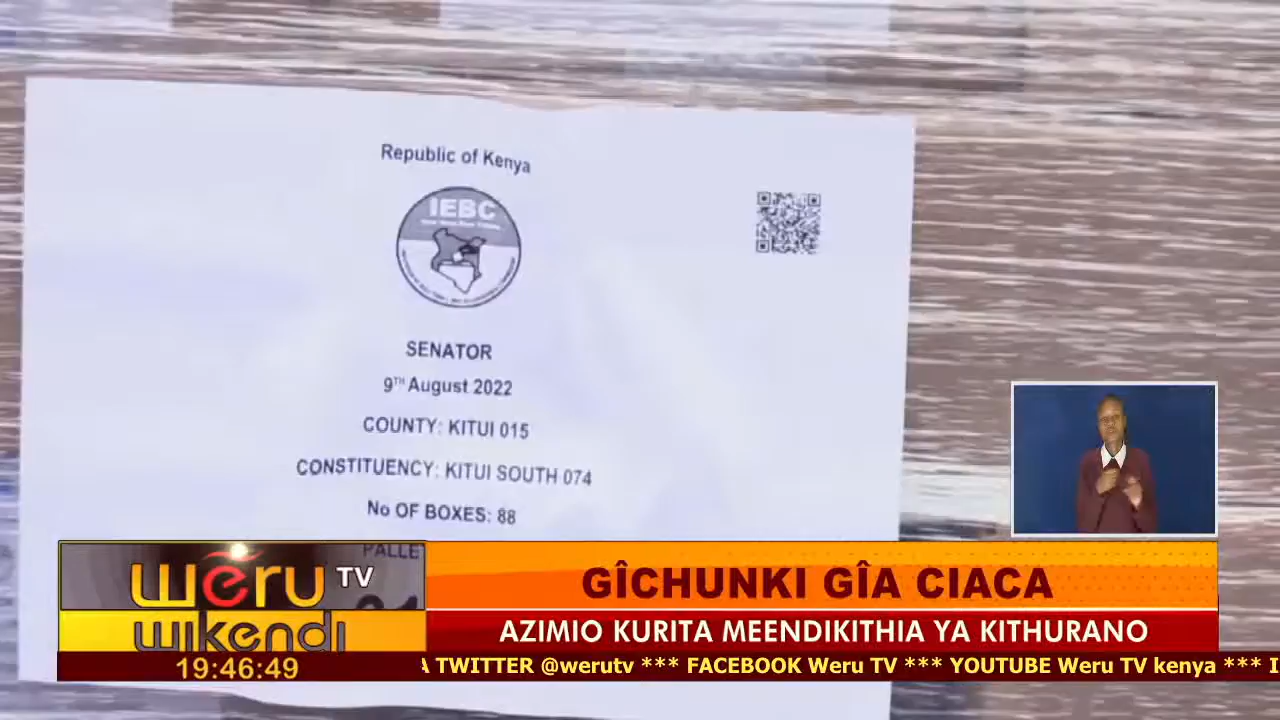 Republic of Kenya
IEBC
SENATOR
9TH August 2022
COUNTY: KITUI 015
CONSTITUENCY: KITUI SOUTH 074
No OF BOXES: 88
PALLE
weru TV
wikendi
19:46:49
GÎCHUNKI GÎA CIACA
AZIMIO KURITA MEENDIKITHIA YA KITHURANO
A TWITTER @werutv *** FACEBOOK Weru TV *** YOUTUBE Weru TV kenya *** I